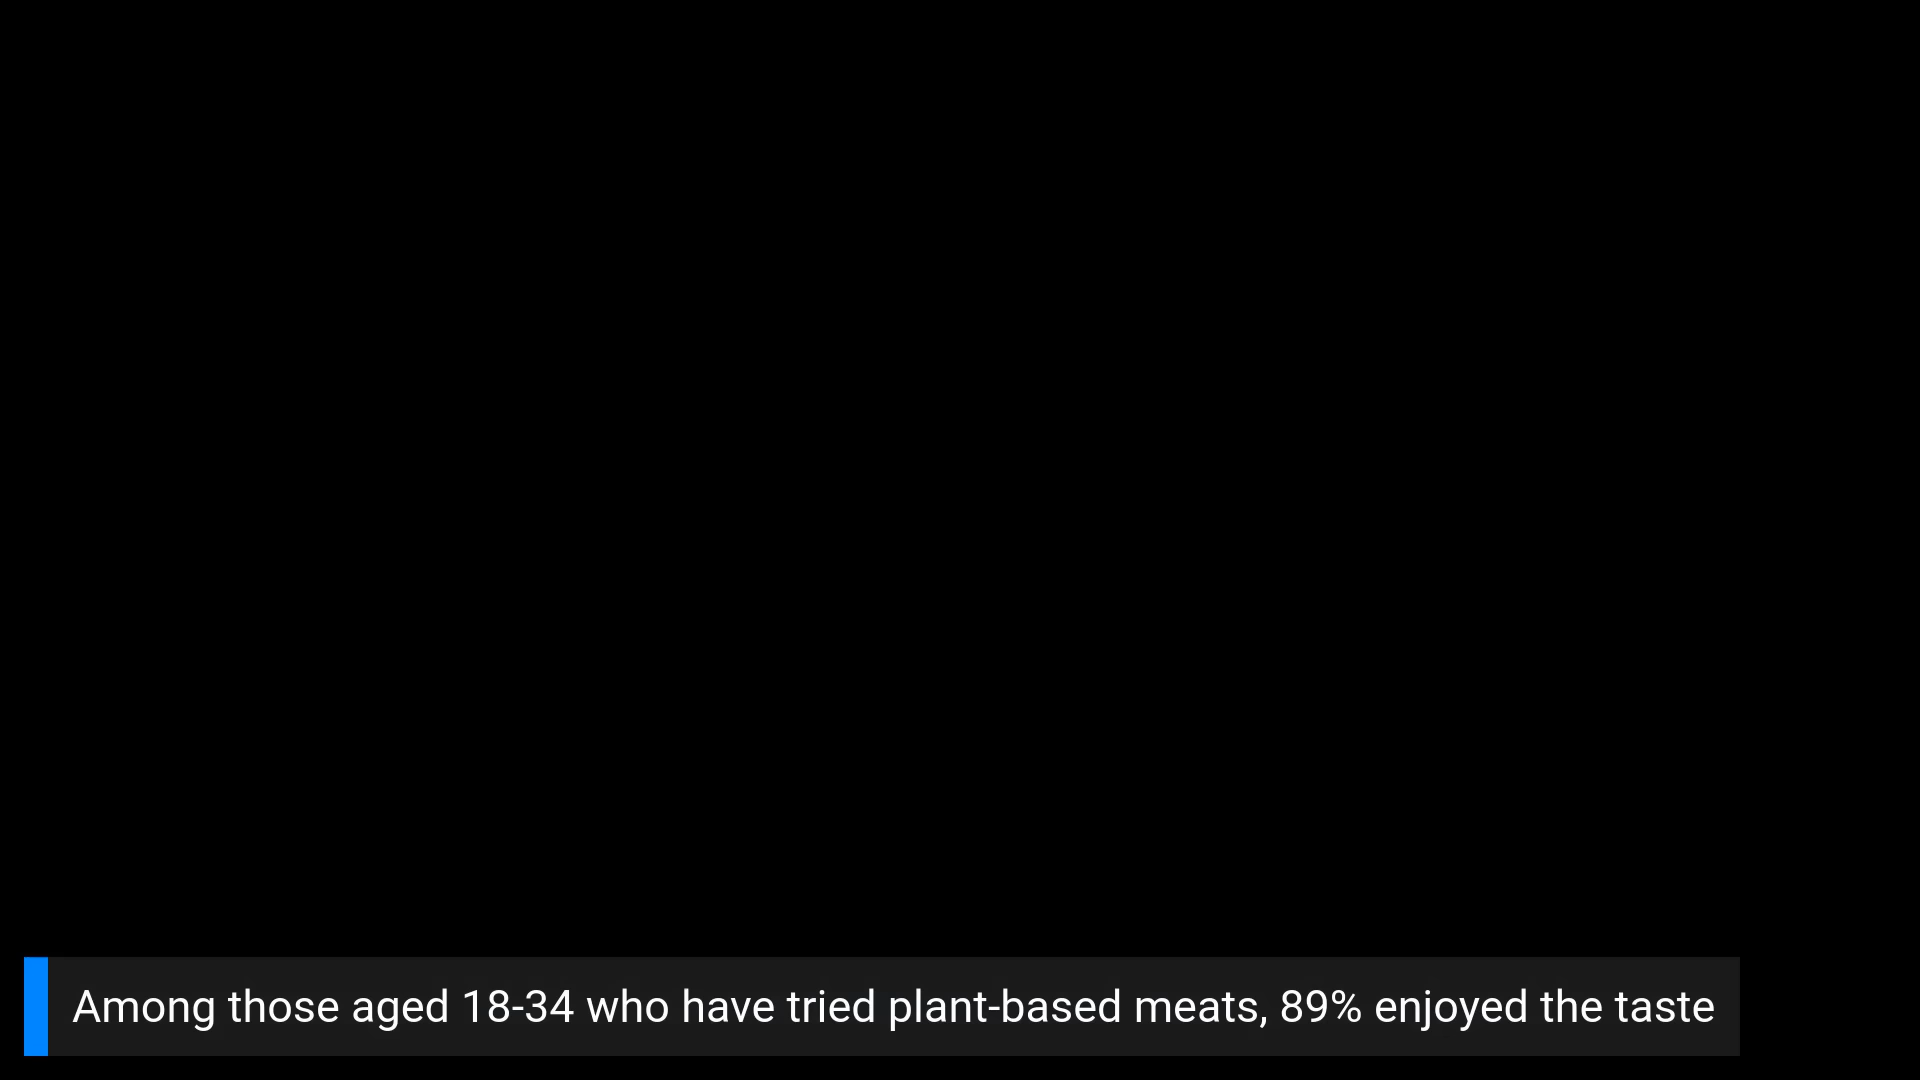 Among those aged 18-34 who have tried plant-based meats, 89% enjoyed the taste